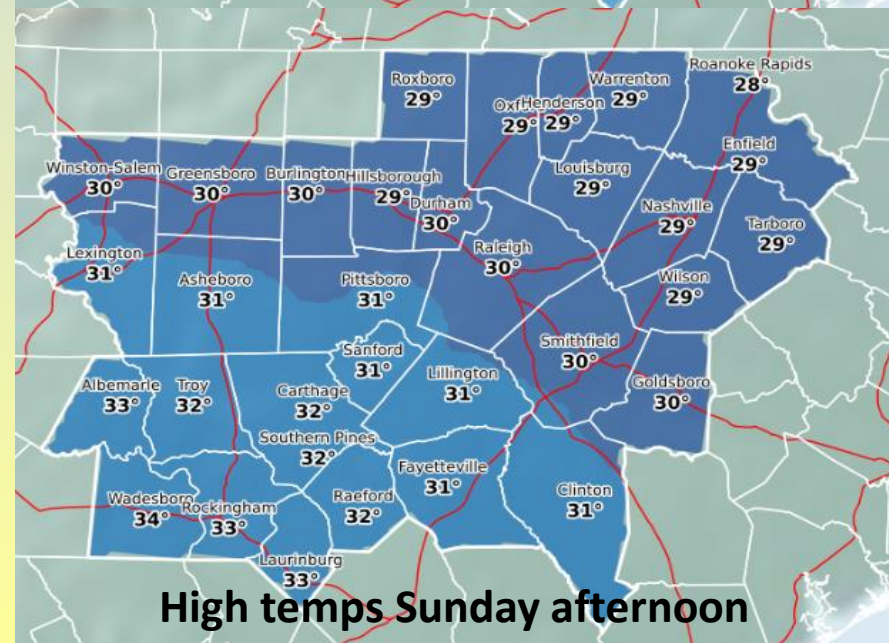 Roanoke Rapids
28°
Roxboro
29°
Warrenton
29°
Oxford
29°
Henderson
29°
Enfield
29°
Winston-Salem
30°
Greensboro
30°
Burlington
30°
Hillsborough
29°
Louisburg
29°
Durham
30°
Nashville
29°
Tarboro
29°
Lexington
31°
Raleigh
30°
Asheboro
31°
Pittsboro
31°
Wilson
29°
Sanford
31°
Smithfield
30°
Lillington
31°
Goldsboro
30°
Albemarle
33°
Troy
32°
Carthage
32°
Southern Pines
32°
Fayetteville
31°
Wadesboro
34°
Rockingham
33°
Raeford
32°
Clinton
31°
Laurinburg
33°
High temps Sunday afternoon